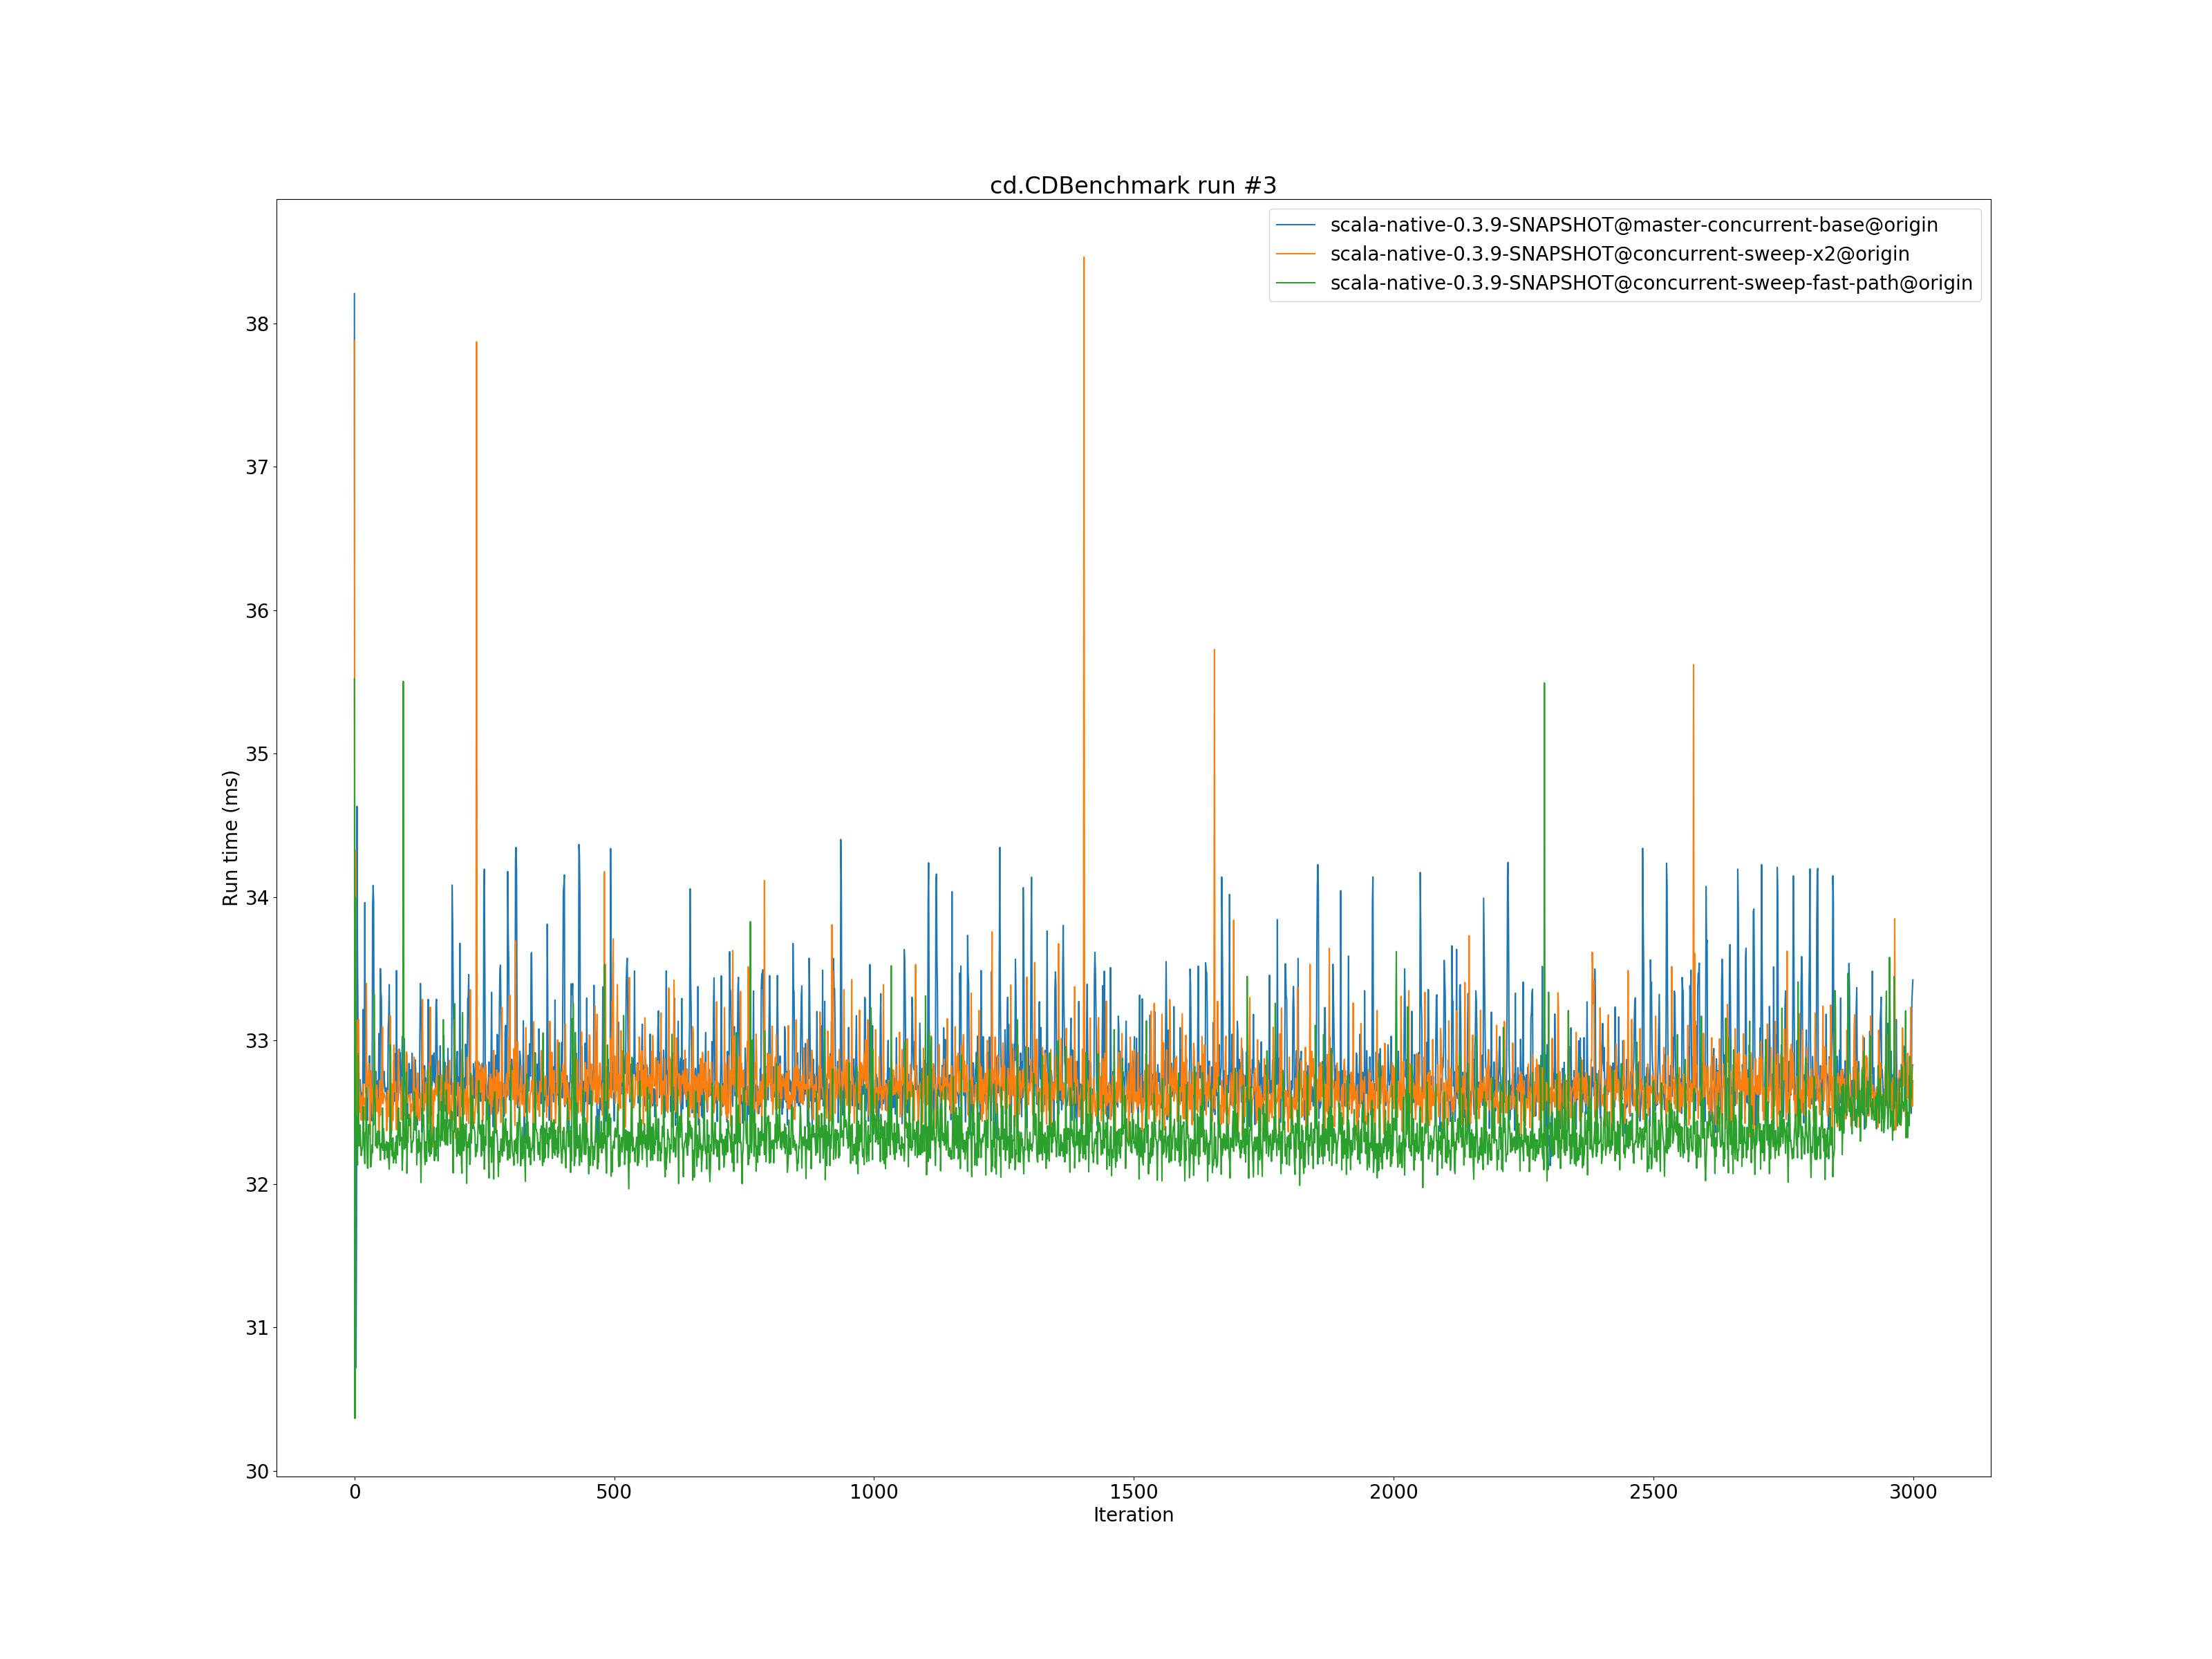 cd.CDBenchmark run #3
scala-native-0.3.9-SNAPSHOT@master-concurrent-base@origin
scala-native-0.3.9-SNAPSHOT@concurrent-sweep-x2@origin
scala-native-0.3.9-SNAPSHOT@concurrent-sweep-fast-path@origin
38
37
36
35
34
33
32
31
30
Run time (ms)
0 500 1000 1500 2000 2500 3000
Iteration